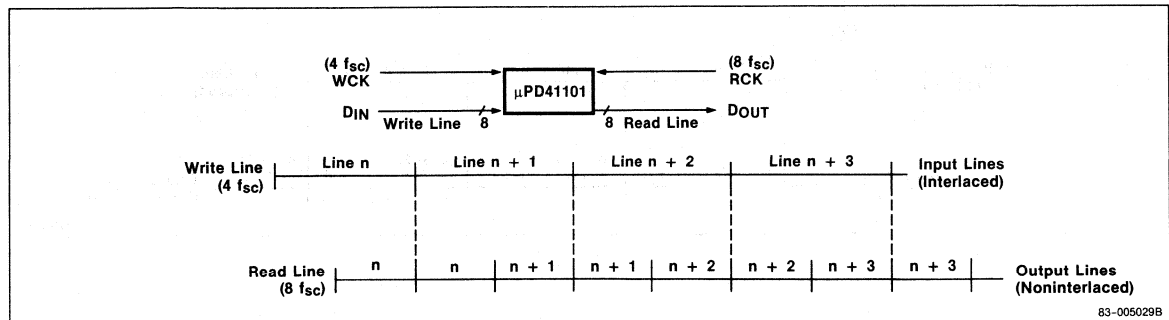 (4 fsc)
WCK
(8 fsc)
RCK
µPD41101
DIN
Write Line
8
8
Read Line
DOUT
Write Line
(4 fsc)
Line n
Line n + 1
Line n + 2
Line n + 3
Input Lines
(Interlaced)
Read Line
(8 fsc)
n
n
n + 1
n + 1
n + 2
n + 2
n + 3
n + 3
Output Lines
(Noninterlaced)
83-005029B